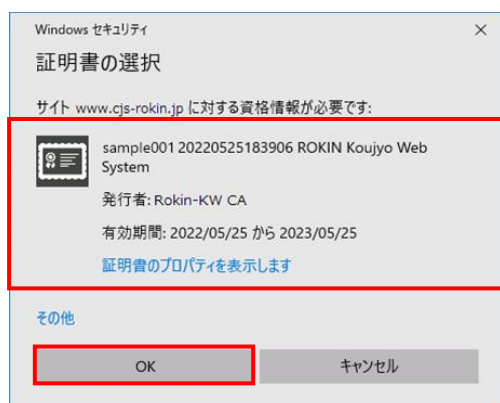 Windows セキュリティ
証明書の選択
サイト www.cjs-rokin.jp に対する資格情報が必要です:
sample001 20220525183906 ROKIN Koujyo Web
System
発行者: Rokin-KW CA
有効期間: 2022/05/25 から 2023/05/25
証明書のプロパティを表示します
その他
OK
キャンセル